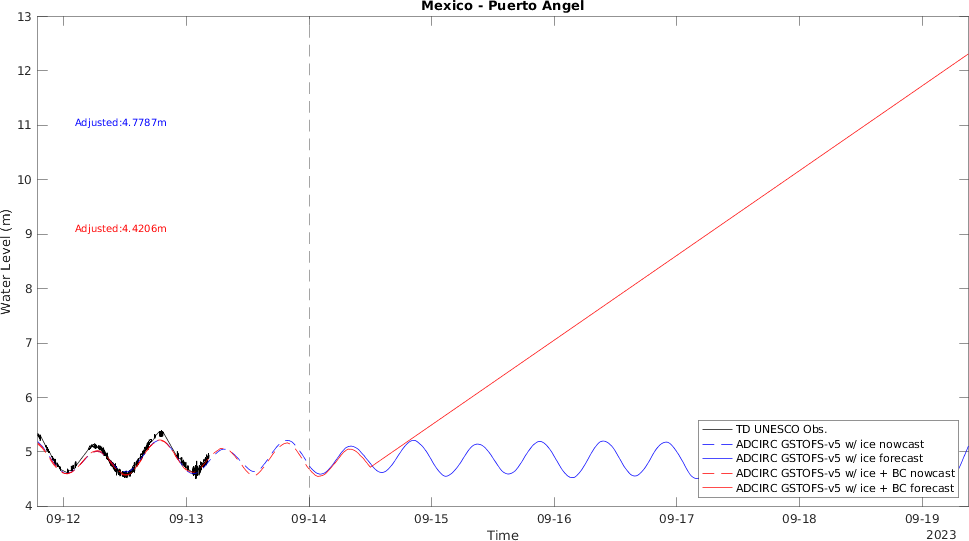 Mexico - Puerto Angel
13
12
11
10
9
8
7
6
5
4
Water Level (m)
Adjusted:4.7787m
Adjusted:4.4206m
TD UNESCO Obs.
ADCIRC GSTOFS-v5 w/ ice nowcast
ADCIRC GSTOFS-v5 w/ ice forecast
ADCIRC GSTOFS-v5 w/ ice + BC nowcast
ADCIRC GSTOFS-v5 w/ ice + BC forecast
09-12 09-13 09-14 09-15 09-16 09-17 09-18 09-19
Time
2023